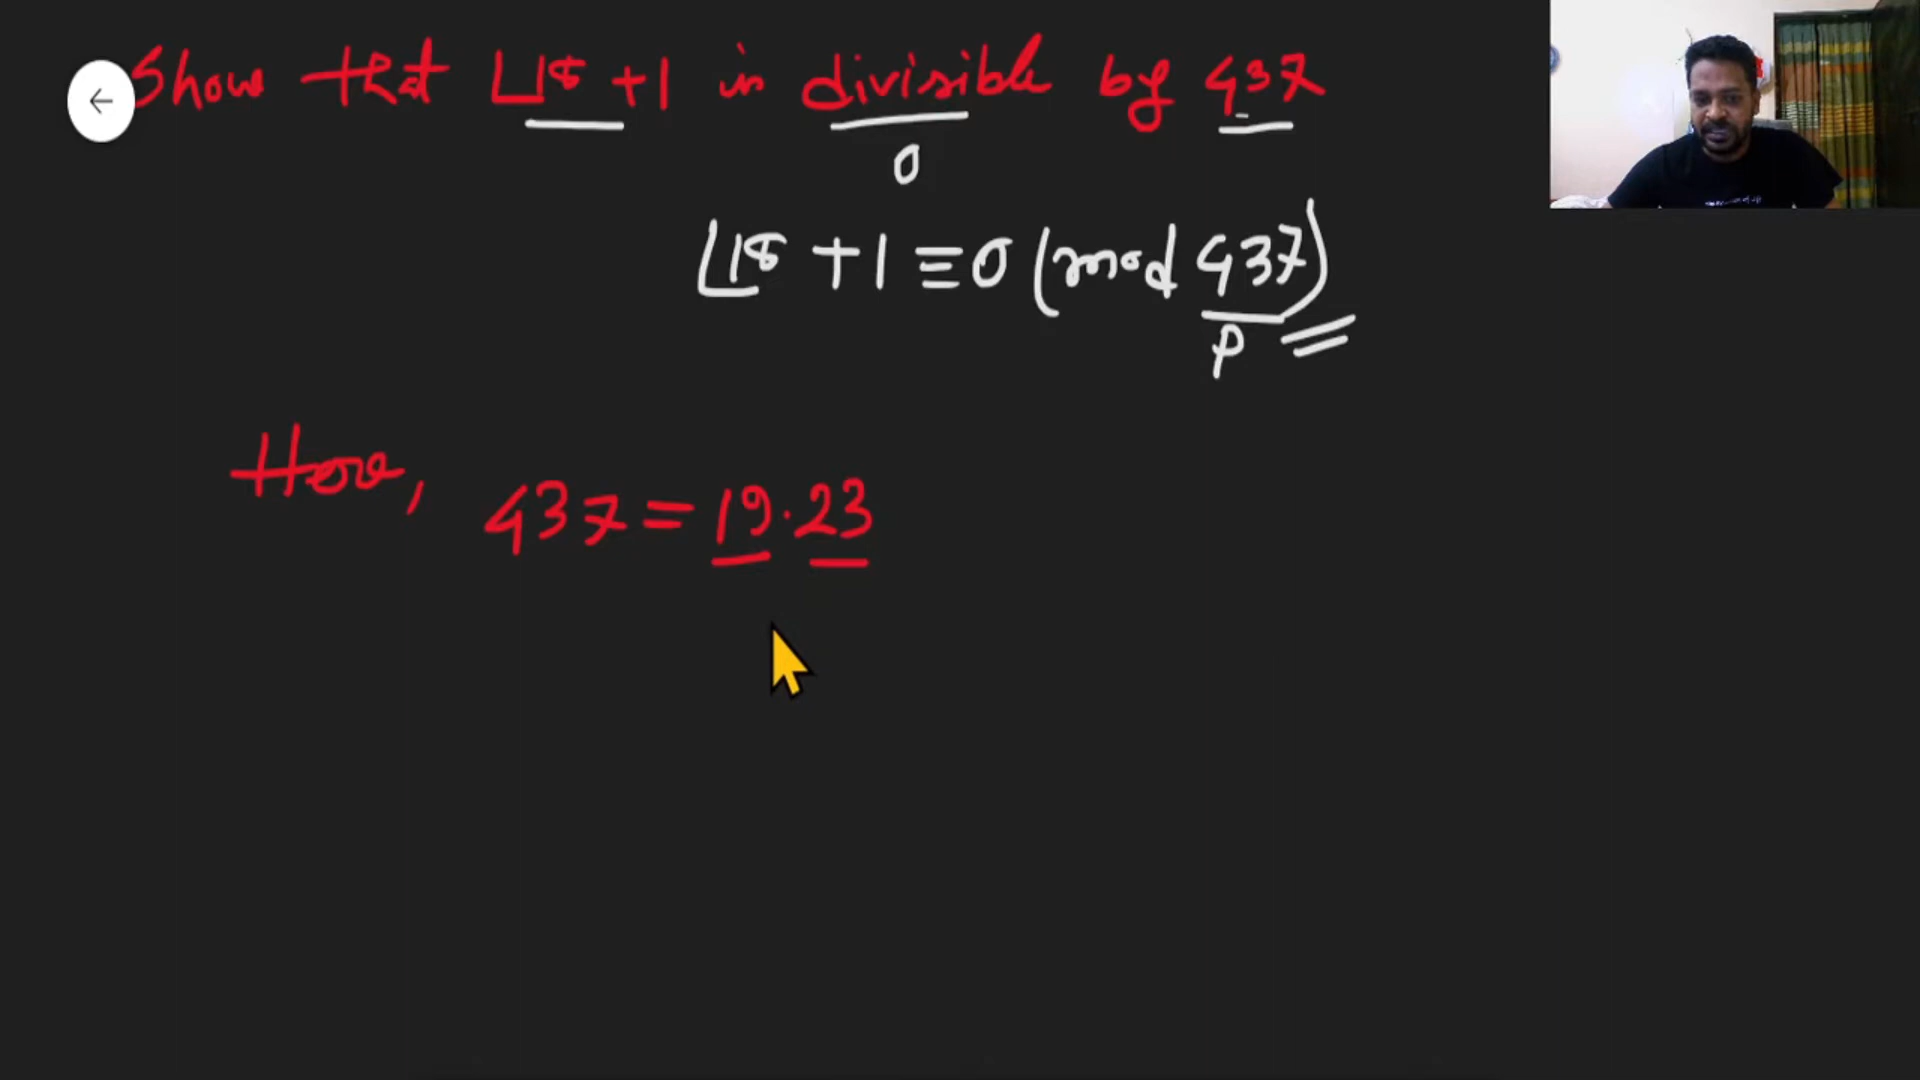 Show that ∟18 + 1 is divisible by 437
0
∟18 + 1 ≡ 0 (mod 437)
P
Here, 437 = 19.23